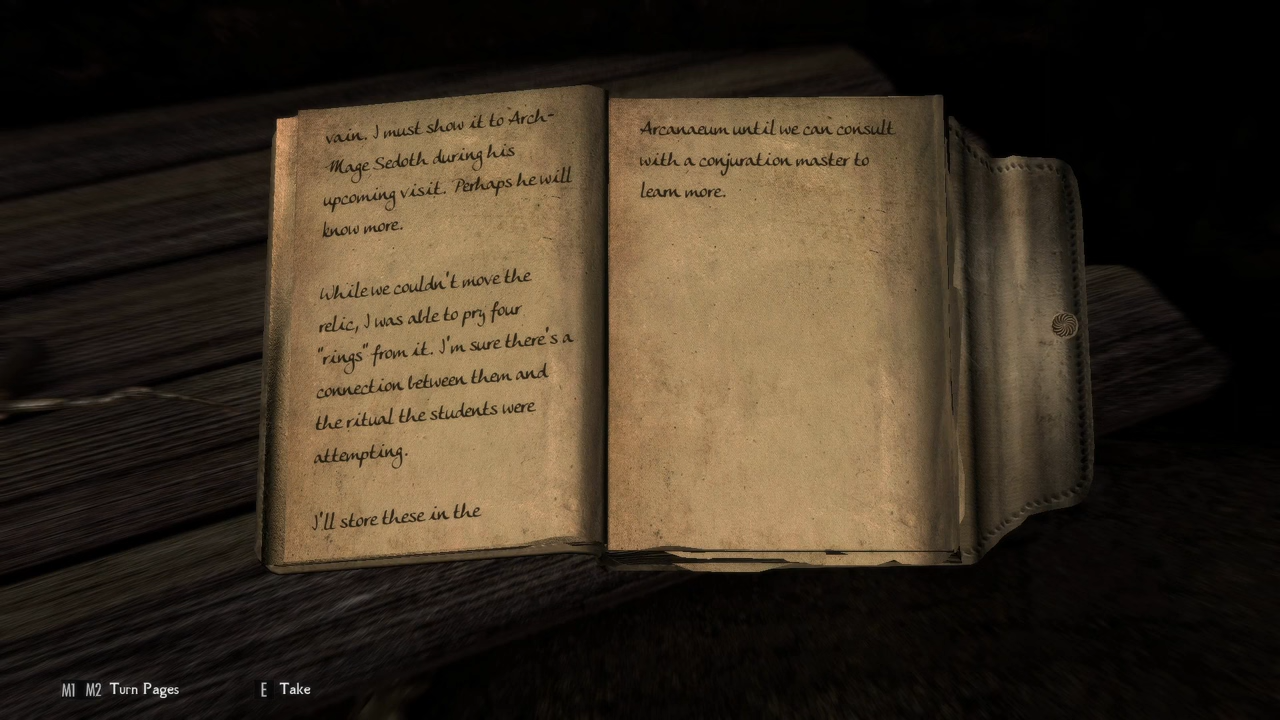 vain. I must show it to Arch-
-Mage Sedoth during his
upcoming visit. Perhaps he will
know more.
While we couldn't move the
relic, I was able to pry four
"rings" from it. I'm sure there's a
connection between them and
the ritual the students were
attempting.
I'll store these in the
Arcanaeum until we can consult
with a conjuration master to
learn more.
M1 M2 Turn Pages
E Take